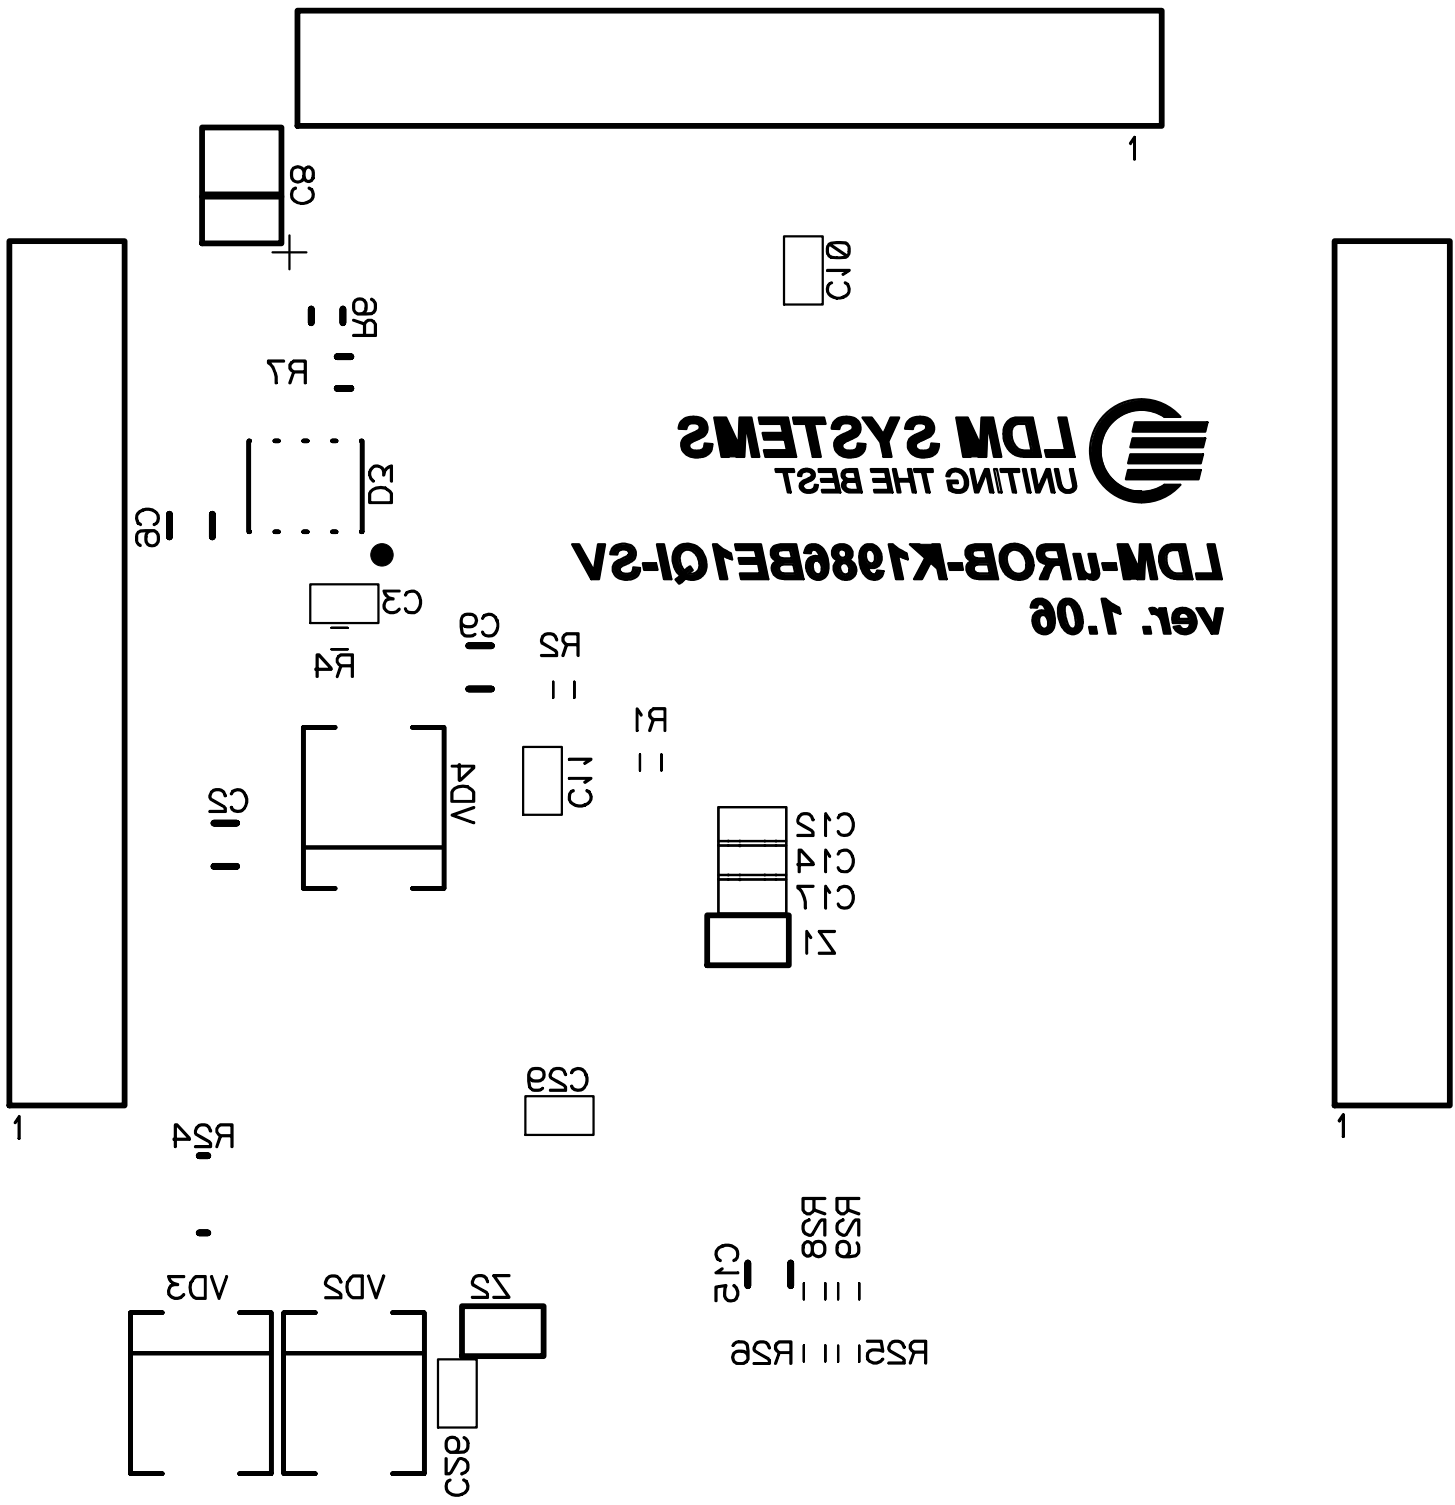 1
C8
C10
R6
R7
LDM SYSTEMS
UNITING THE BEST
D3
C6
LDM-uROB-K1986BE1QI-SV
ver. 1.06
C3
C9
R4
R2
R1
VD4
C11
C2
C12
C14
C17
Z1
C29
1
1
R24
R28
R29
C15
VD3
VD2
Z2
R26
R25
C26